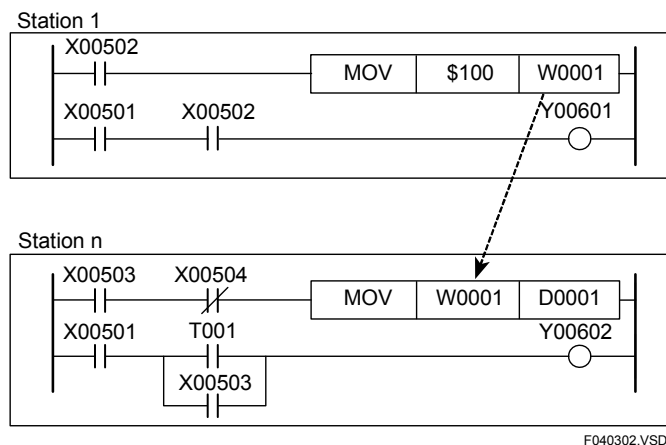 Station 1
X00502
MOV $100 W0001
X00501 X00502 Y00601
Station n
X00503 X00504
MOV W0001 D0001
X00501 T001 Y00602
X00503
F040302.VSD